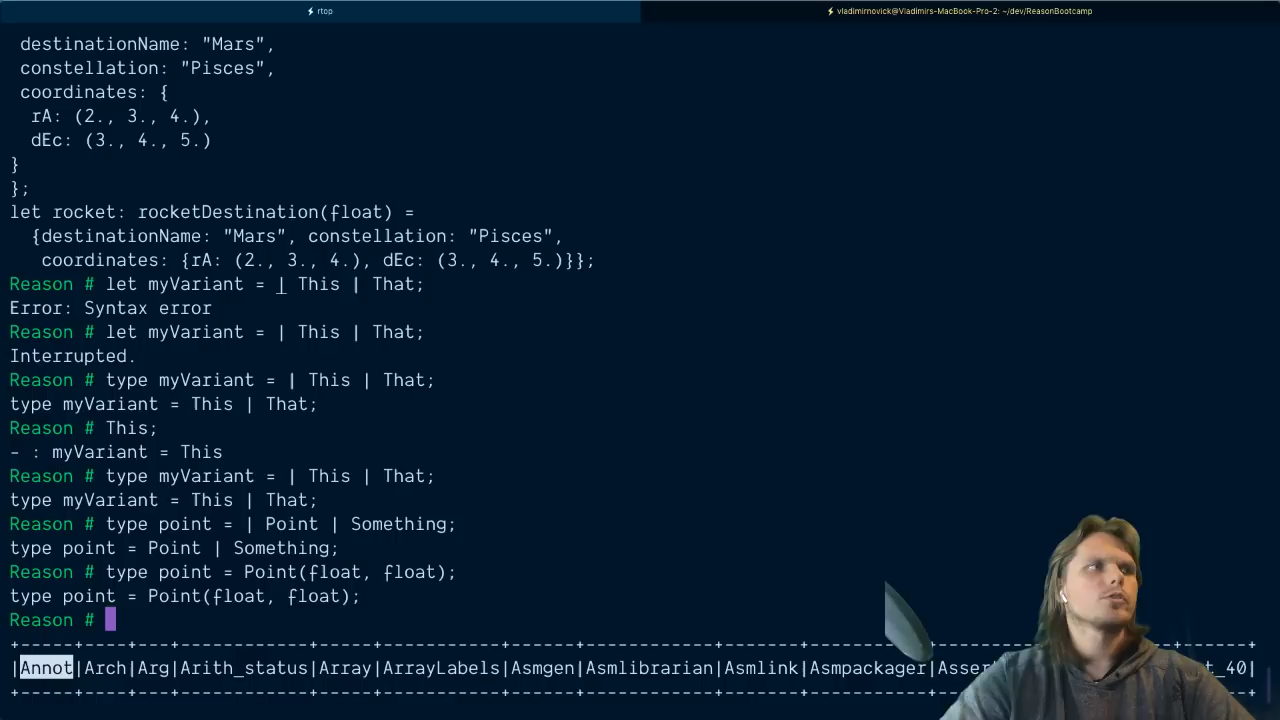 ⚡ rtop
⚡ vladimirnovick@Vladimirs-MacBook-Pro-2: ~/dev/ReasonBootcamp
destinationName: "Mars",
constellation: "Pisces",
coordinates: {
rA: (2., 3., 4.),
dEc: (3., 4., 5.)
}
};
let rocket: rocketDestination(float) =
{destinationName: "Mars", constellation: "Pisces",
coordinates: {rA: (2., 3., 4.), dEc: (3., 4., 5.)}};
Reason # let myVariant = | This | That;
Error: Syntax error
Reason # let myVariant = | This | That;
Interrupted.
Reason # type myVariant = | This | That;
type myVariant = This | That;
Reason # This;
- : myVariant = This
Reason # type myVariant = | This | That;
type myVariant = This | That;
Reason # type point = | Point | Something;
type point = Point | Something;
Reason # type point = Point(float, float);
type point = Point(float, float);
Reason #
|Annot|Arch|Arg|Arith_status|Array|ArrayLabels|Asmgen|Asmlibrarian|Asmlink|Asmpackager|